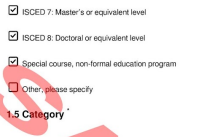 ISCED 7: Master's or equivalent level
ISCED 8: Doctoral or equivalent level
Special course, non-formal education program
Other, please specify
1.5 Category *